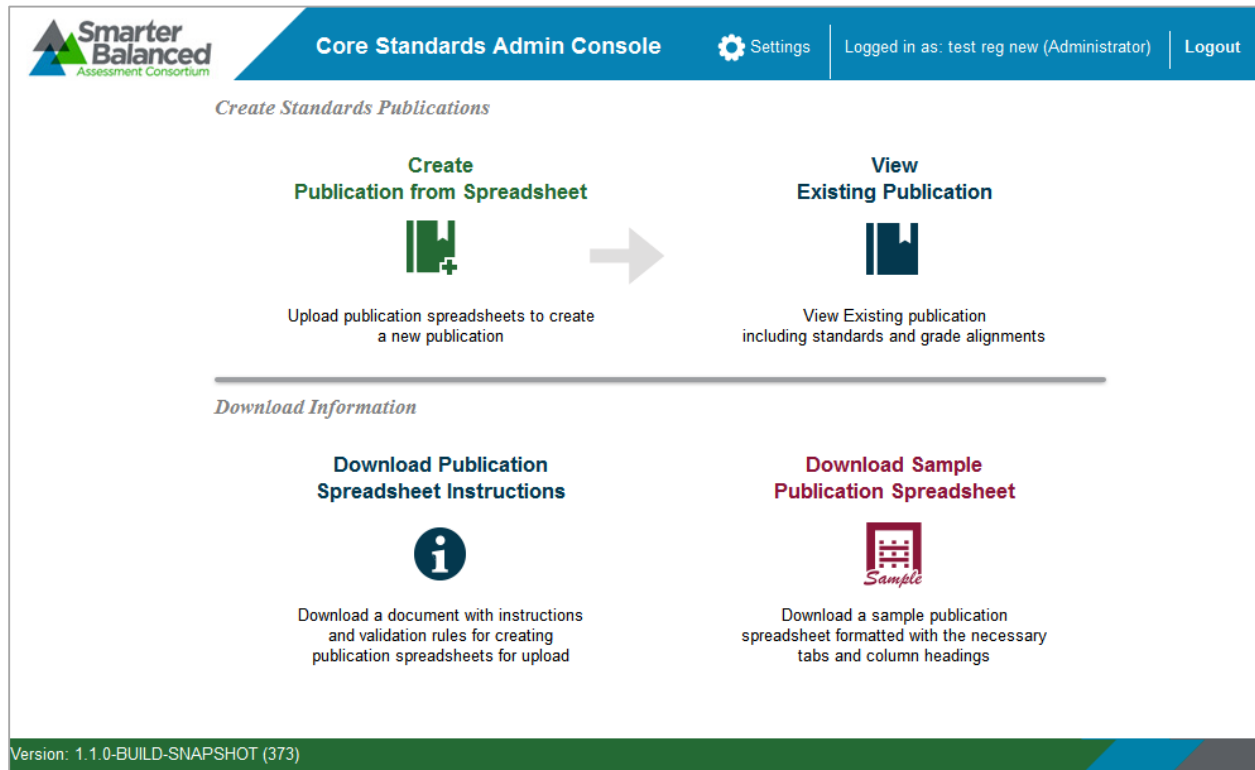 Smarter
Balanced
Assessment Consortium
Core Standards Admin Console
Settings
Logged in as: test reg new (Administrator)
Logout
Create Standards Publications
Create
Publication from Spreadsheet
Upload publication spreadsheets to create
a new publication
View
Existing Publication
View Existing publication
including standards and grade alignments
Download Information
Download Publication
Spreadsheet Instructions
Download a document with instructions
and validation rules for creating
publication spreadsheets for upload
Download Sample
Publication Spreadsheet
Sample
Download a sample publication
spreadsheet formatted with the necessary
tabs and column headings
Version: 1.1.0-BUILD-SNAPSHOT (373)